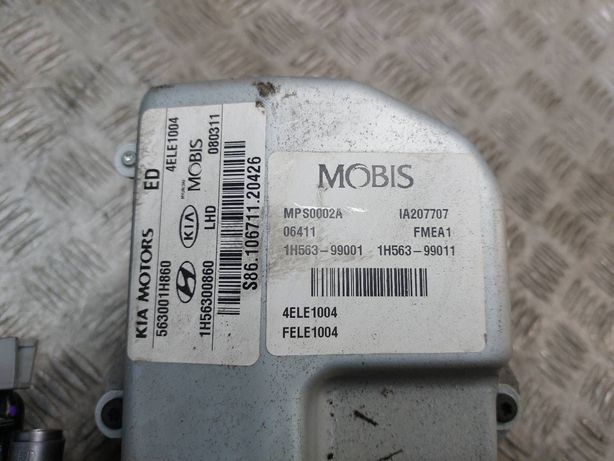 KIA MOTORS ED
563001H860 4ELE1004
KIA MOBIS
1H56300860 LHD 080311
S86.106711.20426
MOBIS
MPS0002A IA207707
06411 FMEA1
1H563-99001 1H563-99011
4ELE1004
FELE1004